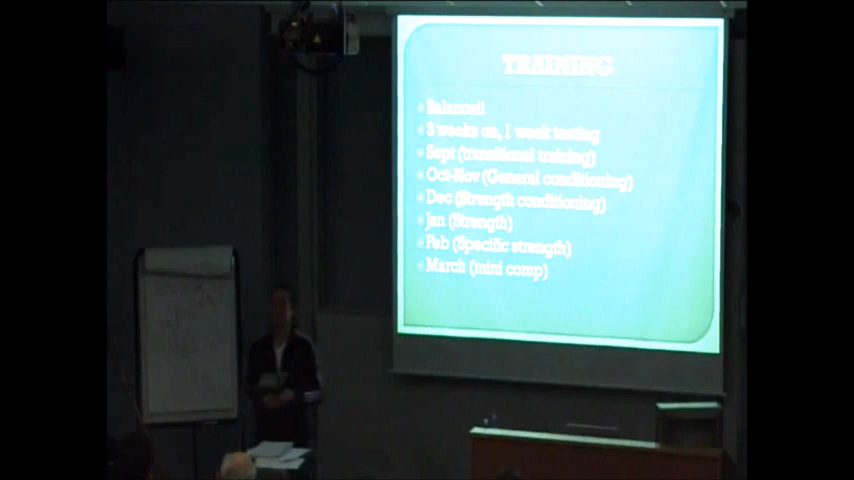 TRAINING
Balance!!
3 weeks on, 1 week testing
Sept (transitional training)
Oct-Nov (General conditioning)
Dec (Strength conditioning)
Jan (Strength)
Feb (Specific strength)
March (mini comp)